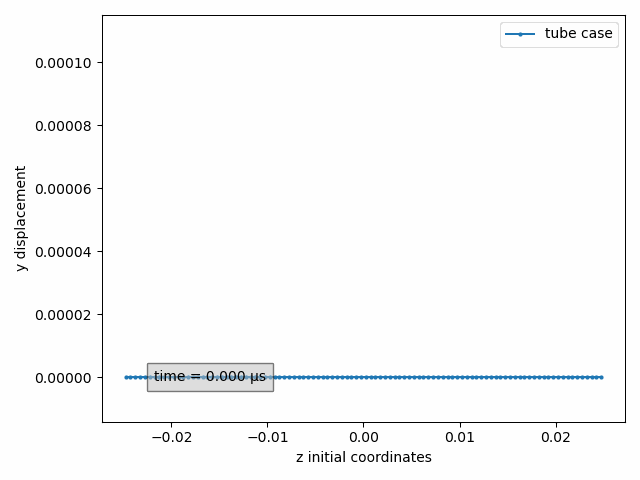 tube case
0.00010
0.00008
0.00006
0.00004
0.00002
0.00000
y displacement
time = 0.000 µs
−0.02 −0.01 0.00 0.01 0.02
z initial coordinates